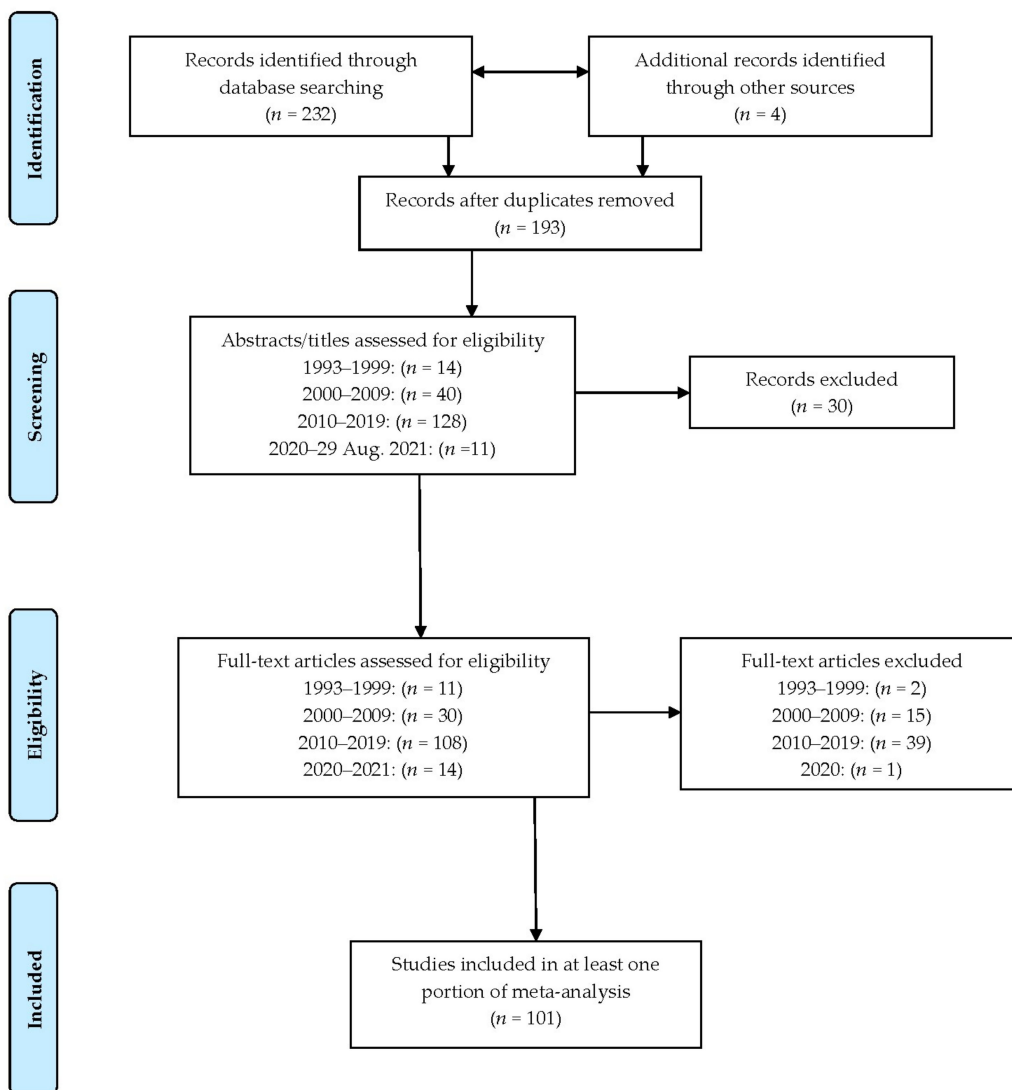 Identification
Records identified through
database searching
(n = 232)
Additional records identified
through other sources
(n = 4)
Records after duplicates removed
(n = 193)
Screening
Abstracts/titles assessed for eligibility
1993–1999: (n = 14)
2000–2009: (n = 40)
2010–2019: (n = 128)
2020–29 Aug. 2021: (n =11)
Records excluded
(n = 30)
Eligibility
Full-text articles assessed for eligibility
1993–1999: (n = 11)
2000–2009: (n = 30)
2010–2019: (n = 108)
2020–2021: (n = 14)
Full-text articles excluded
1993–1999: (n = 2)
2000–2009: (n = 15)
2010–2019: (n = 39)
2020: (n = 1)
Included
Studies included in at least one
portion of meta-analysis
(n = 101)